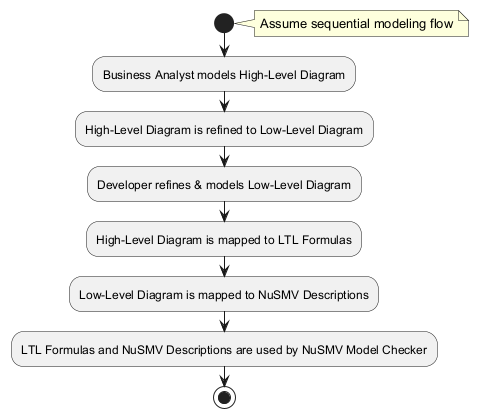 Assume sequential modeling flow
Business Analyst models High-Level Diagram
High-Level Diagram is refined to Low-Level Diagram
Developer refines & models Low-Level Diagram
High-Level Diagram is mapped to LTL Formulas
Low-Level Diagram is mapped to NuSMV Descriptions
LTL Formulas and NuSMV Descriptions are used by NuSMV Model Checker